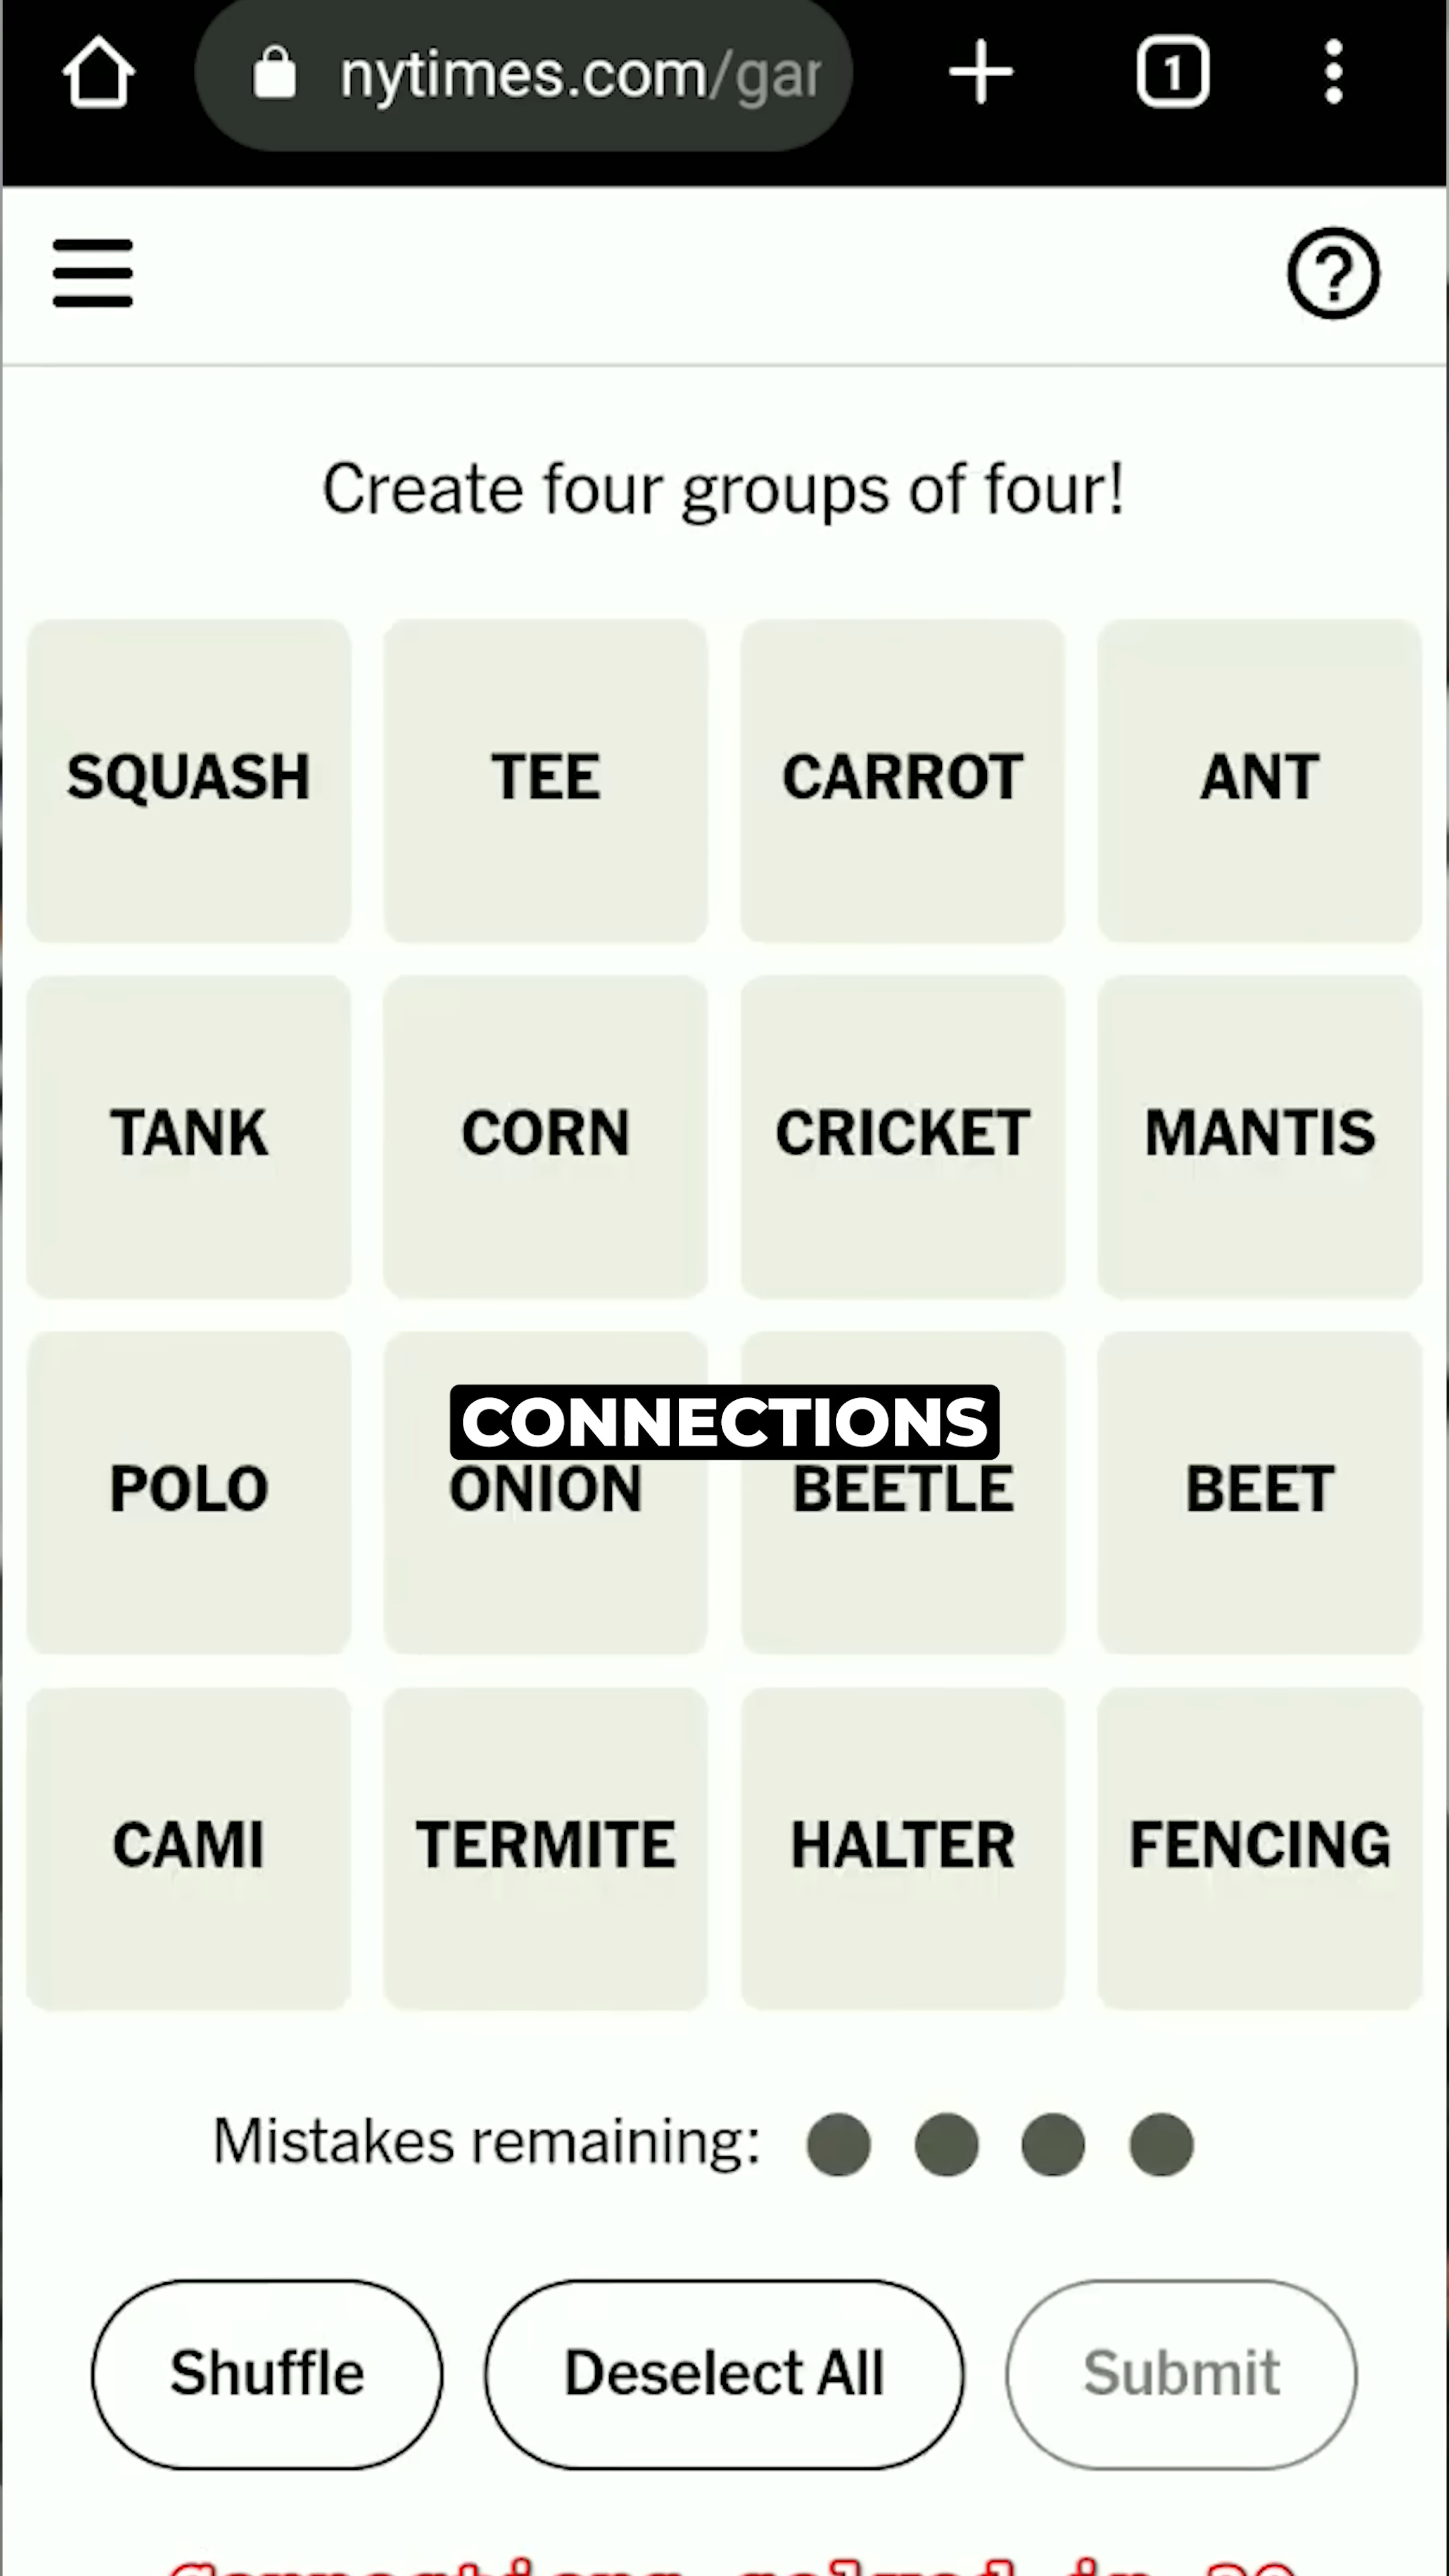 nytimes.com/gar
1
?
Create four groups of four!
SQUASH TEE CARROT ANT
TANK CORN CRICKET MANTIS
CONNECTIONS
POLO ONION BEETLE BEET
CAMI TERMITE HALTER FENCING
Mistakes remaining:
Shuffle Deselect All Submit